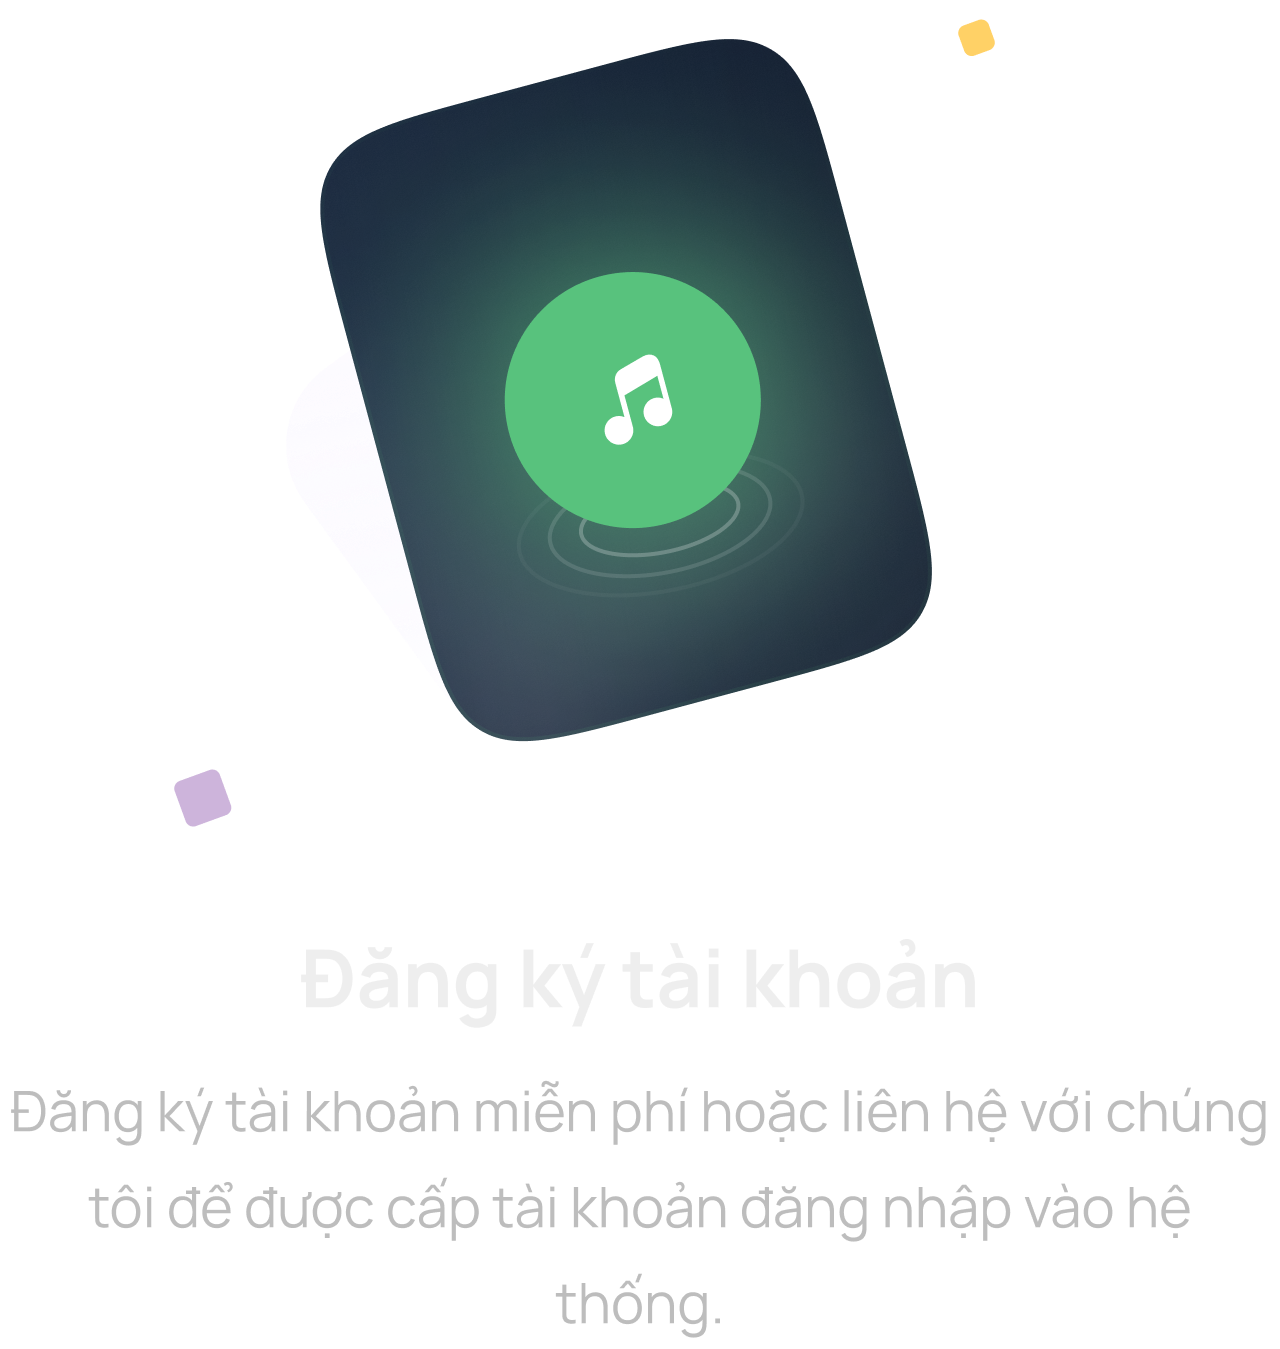 Đăng ký tài khoản
Đăng ký tài khoản miễn phí hoặc liên hệ với chúng
tôi để được cấp tài khoản đăng nhập vào hệ
thống.